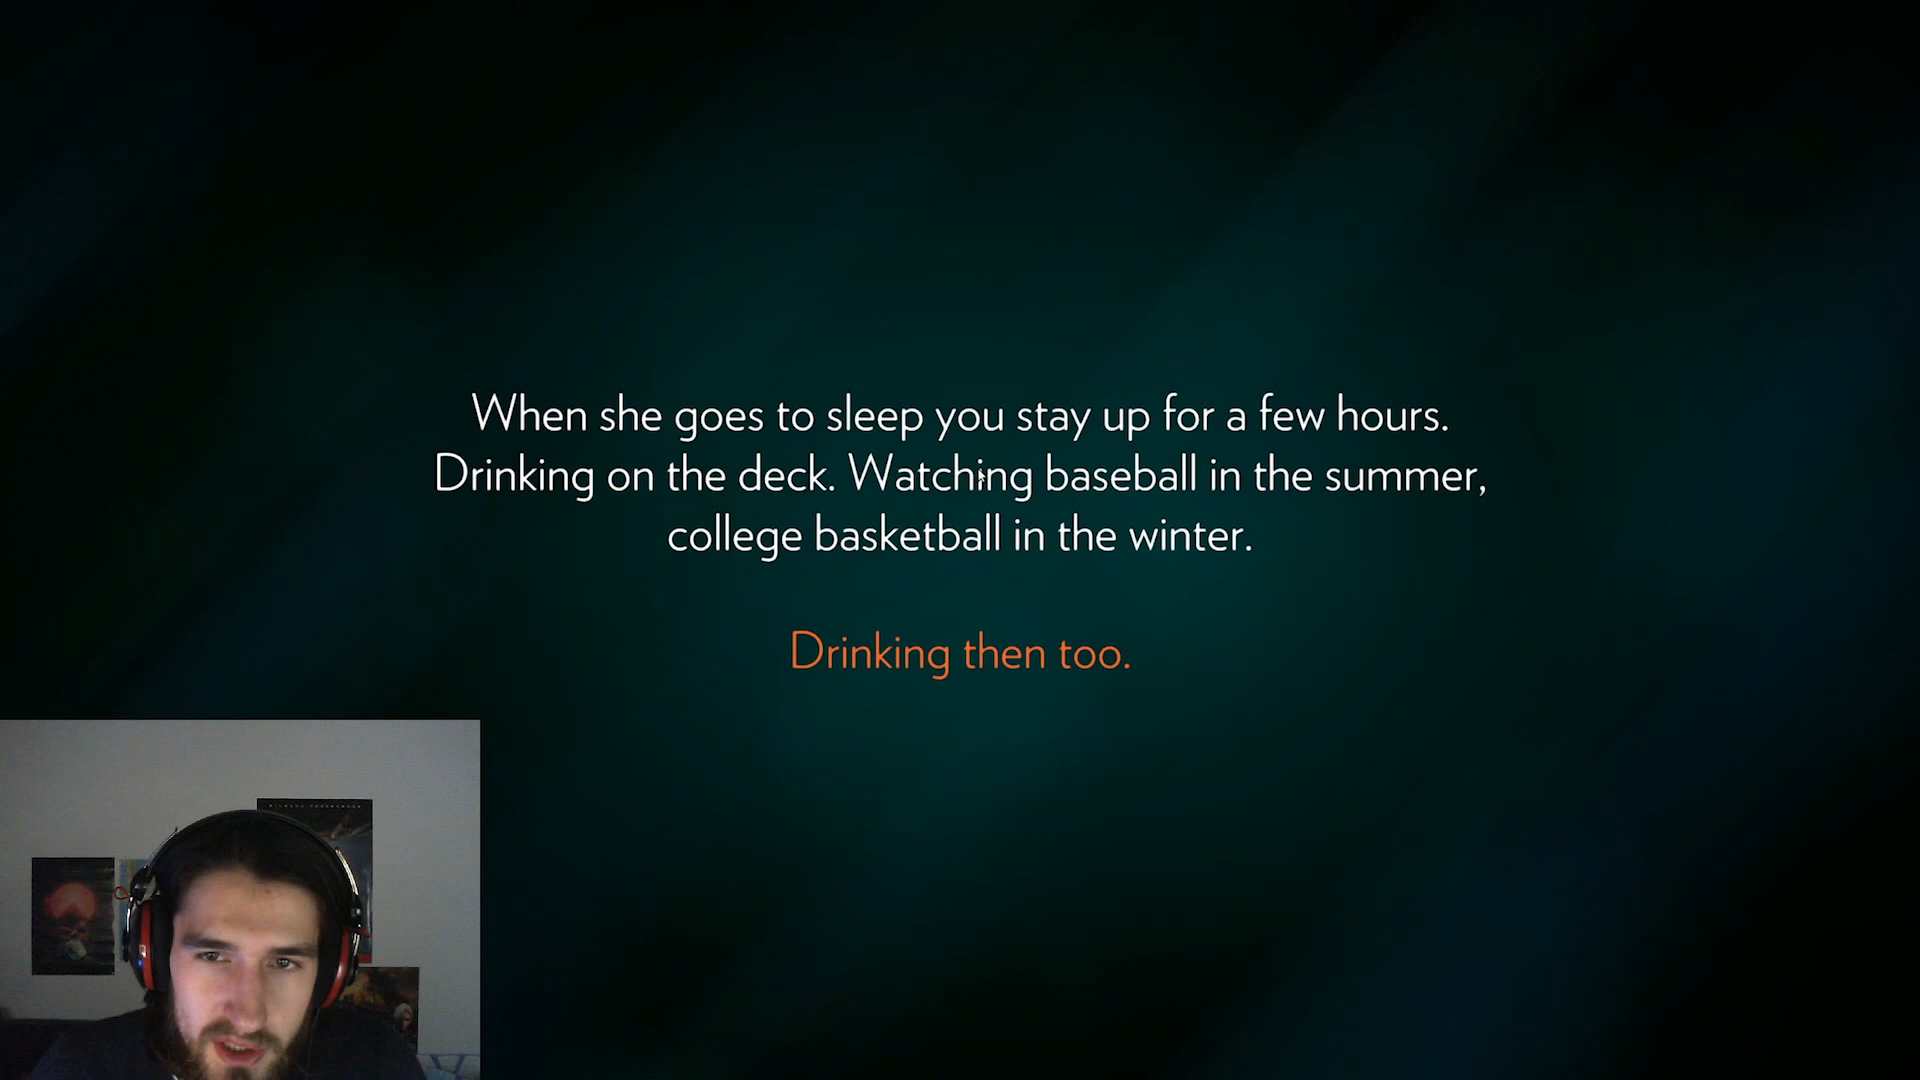 When she goes to sleep you stay up for a few hours.
Drinking on the deck. Watching baseball in the summer,
college basketball in the winter.
Drinking then too.